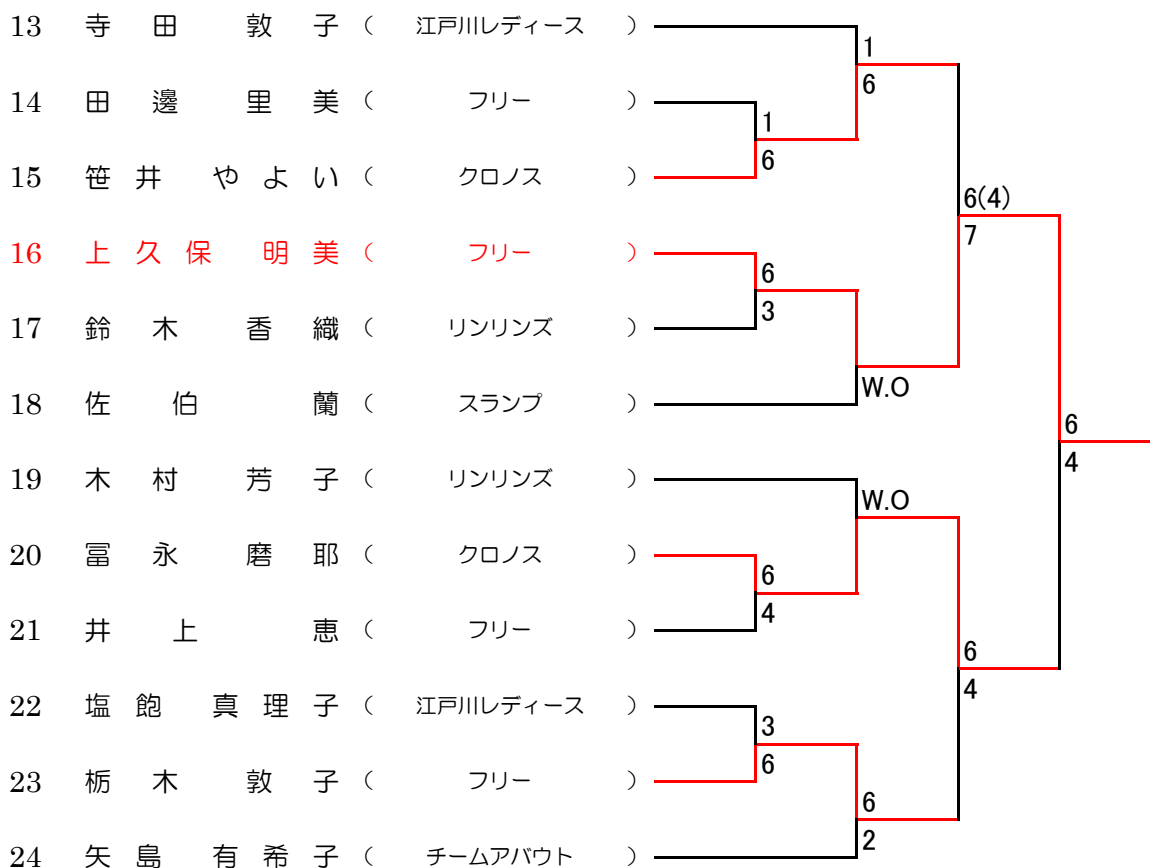 13 寺田 敦子 ( 江戸川レディース )
1
6
14 田邊 里美 ( フリー )
1
6
15 笹井 やよい ( クロノス )
6(4)
7
16 上久保 明美 ( フリー )
6
3
17 鈴木 香織 ( リンリンズ )
W.O
18 佐伯 蘭 ( スランプ )
6
4
19 木村 芳子 ( リンリンズ )
W.O
20 冨永 磨耶 ( クロノス )
6
4
21 井上 恵 ( フリー )
6
4
22 塩飽 真理子 ( 江戸川レディース )
3
6
23 栃木 敦子 ( フリー )
6
2
24 矢島 有希子 ( チームアバウト )